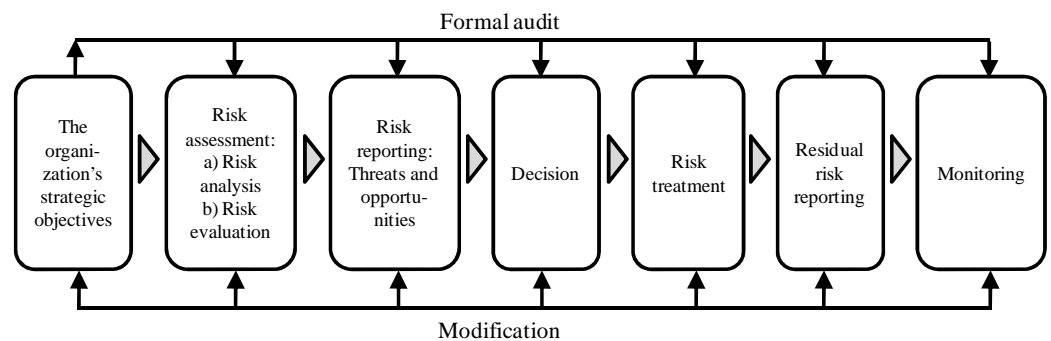 Formal audit
The
organi-
zation's
strategic
objectives
Risk
assessment:
a) Risk
analysis
b) Risk
evaluation
Risk
reporting:
Threats and
opportu-
nities
Decision
Risk
treatment
Residual
risk
reporting
Monitoring
Modification